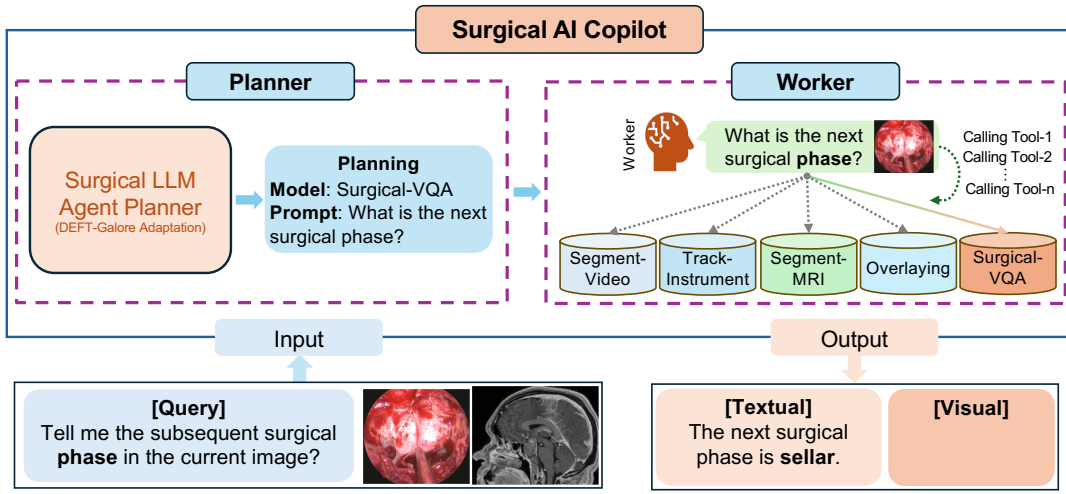 Surgical AI Copilot
Planner
Surgical LLM
Agent Planner
(DEFT-Galore Adaptation)
Planning
Model: Surgical-VQA
Prompt: What is the next
surgical phase?
Worker
Worker
What is the next
surgical phase?
Calling Tool-1
Calling Tool-2
⋮
Calling Tool-n
Segment-
Video
Track-
Instrument
Segment-
MRI
Overlaying
Surgical-
VQA
Input
Output
[Query]
Tell me the subsequent surgical
phase in the current image?
[Textual]
The next surgical
phase is sellar.
[Visual]